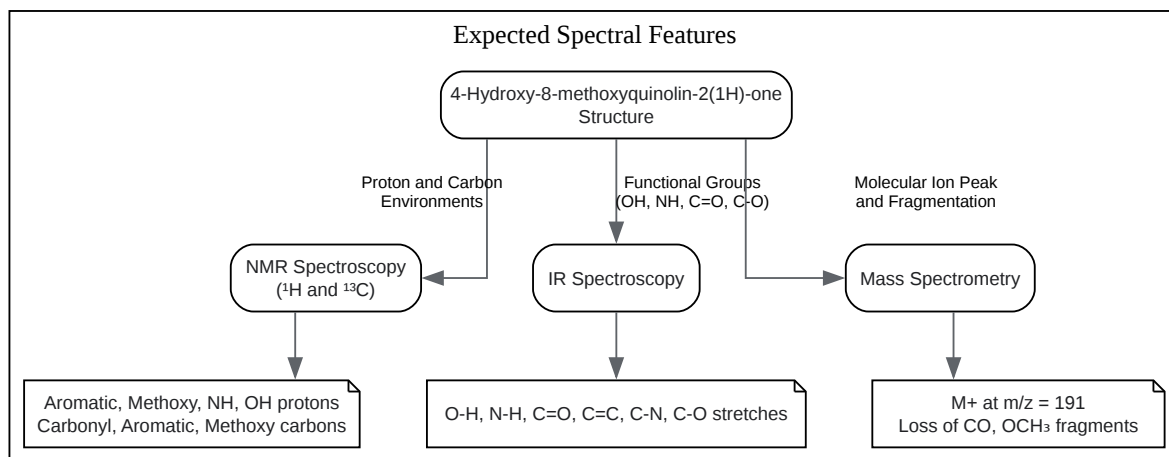 Expected Spectral Features
4-Hydroxy-8-methoxyquinolin-2(1H)-one
Structure
Proton and Carbon
Environments
Functional Groups
(OH, NH, C=O, C-O)
Molecular Ion Peak
and Fragmentation
NMR Spectroscopy
(¹H and ¹³C)
IR Spectroscopy
Mass Spectrometry
Aromatic, Methoxy, NH, OH protons
Carbonyl, Aromatic, Methoxy carbons
O-H, N-H, C=O, C=C, C-N, C-O stretches
M+ at m/z = 191
Loss of CO, OCH₃ fragments